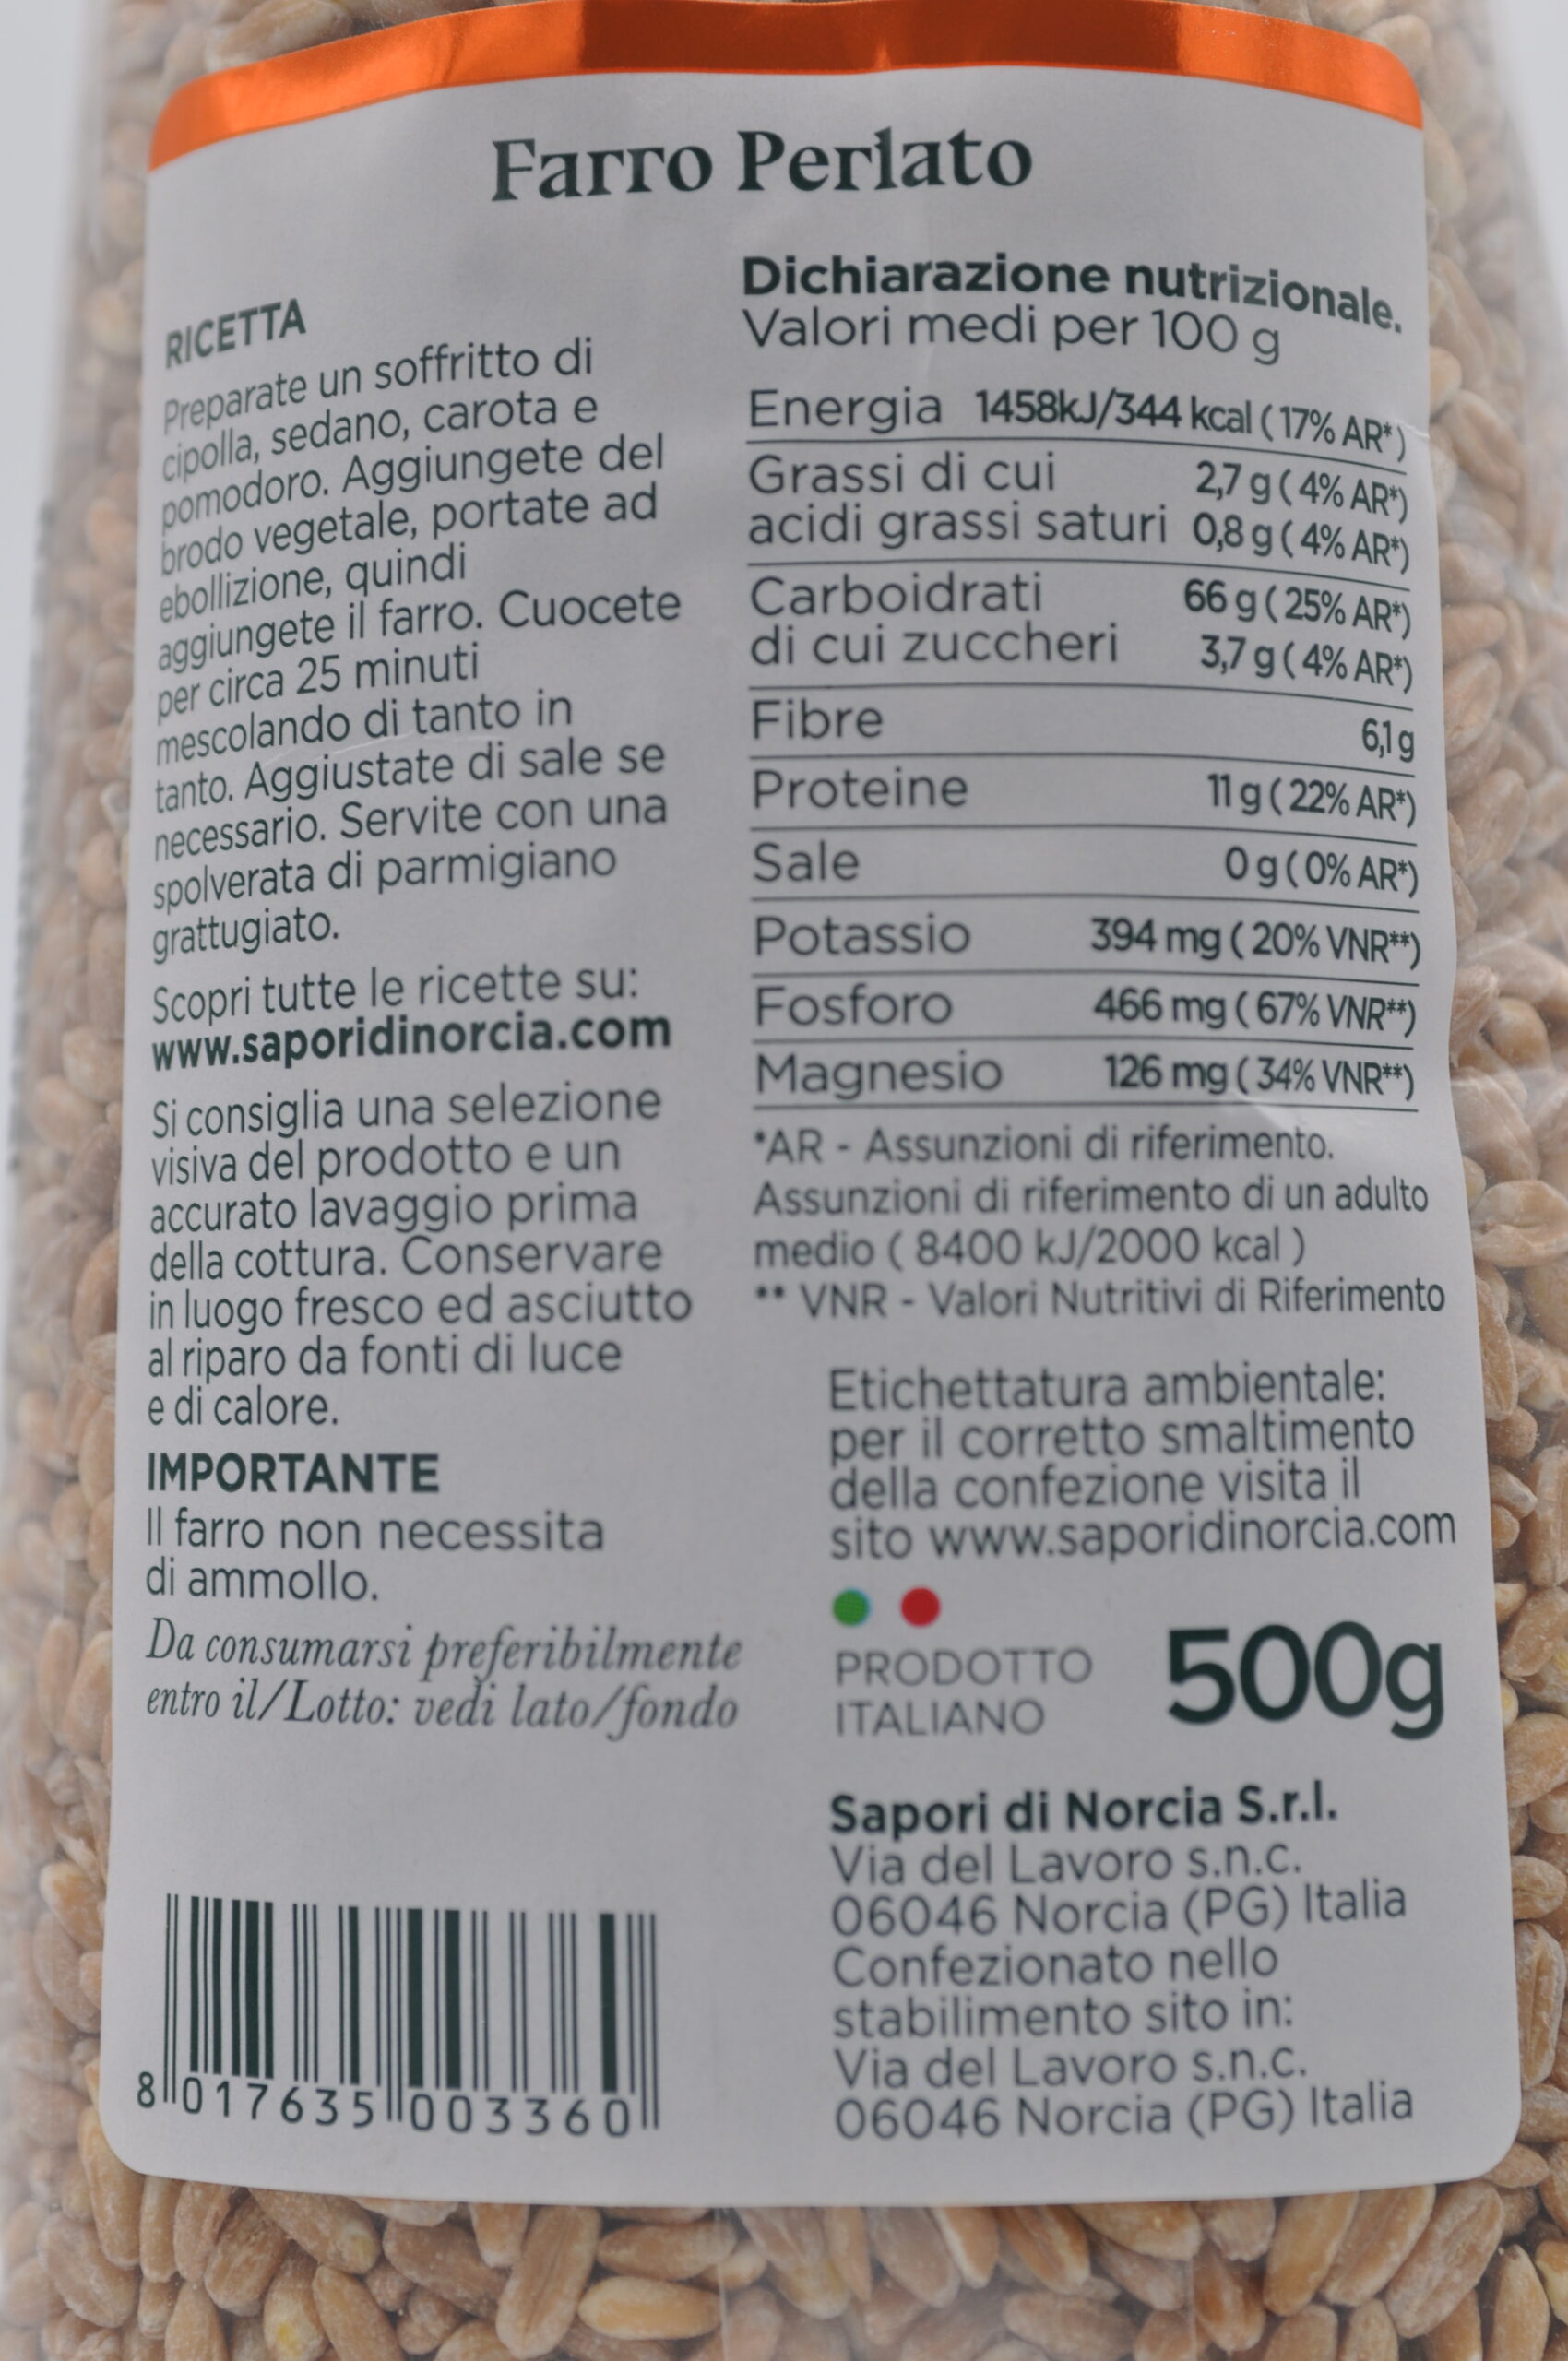 Farro Perlato
RICETTA
Preparate un soffritto di
cipolla, sedano, carota e
pomodoro. Aggiungete del
brodo vegetale, portate ad
ebollizione, quindi
aggiungete il farro. Cuocete
per circa 25 minuti
mescolando di tanto in
tanto. Aggiustate di sale se
necessario. Servite con una
spolverata di parmigiano
grattugiato.
Scopri tutte le ricette su:
www.saporidinorcia.com
Si consiglia una selezione
visiva del prodotto e un
accurato lavaggio prima
della cottura. Conservare
in luogo fresco ed asciutto
al riparo da fonti di luce
e di calore.
IMPORTANTE
Il farro non necessita
di ammollo.
Da consumarsi preferibilmente
entro il/Lotto: vedi lato/fondo
8 017635 003360
Dichiarazione nutrizionale.
Valori medi per 100 g
Energia 1458kJ/344 kcal ( 17% AR*)
Grassi di cui 2,7 g ( 4% AR*)
acidi grassi saturi 0,8 g ( 4% AR*)
Carboidrati 66 g ( 25% AR*)
di cui zuccheri 3,7 g ( 4% AR*)
Fibre 6,1 g
Proteine 11 g ( 22% AR*)
Sale 0 g ( 0% AR*)
Potassio 394 mg ( 20% VNR**)
Fosforo 466 mg ( 67% VNR**)
Magnesio 126 mg ( 34% VNR**)
*AR - Assunzioni di riferimento.
Assunzioni di riferimento di un adulto
medio ( 8400 kJ/2000 kcal )
** VNR - Valori Nutritivi di Riferimento
Etichettatura ambientale:
per il corretto smaltimento
della confezione visita il
sito www.saporidinorcia.com
PRODOTTO
ITALIANO
500g
Sapori di Norcia S.r.l.
Via del Lavoro s.n.c.
06046 Norcia (PG) Italia
Confezionato nello
stabilimento sito in:
Via del Lavoro s.n.c.
06046 Norcia (PG) Italia